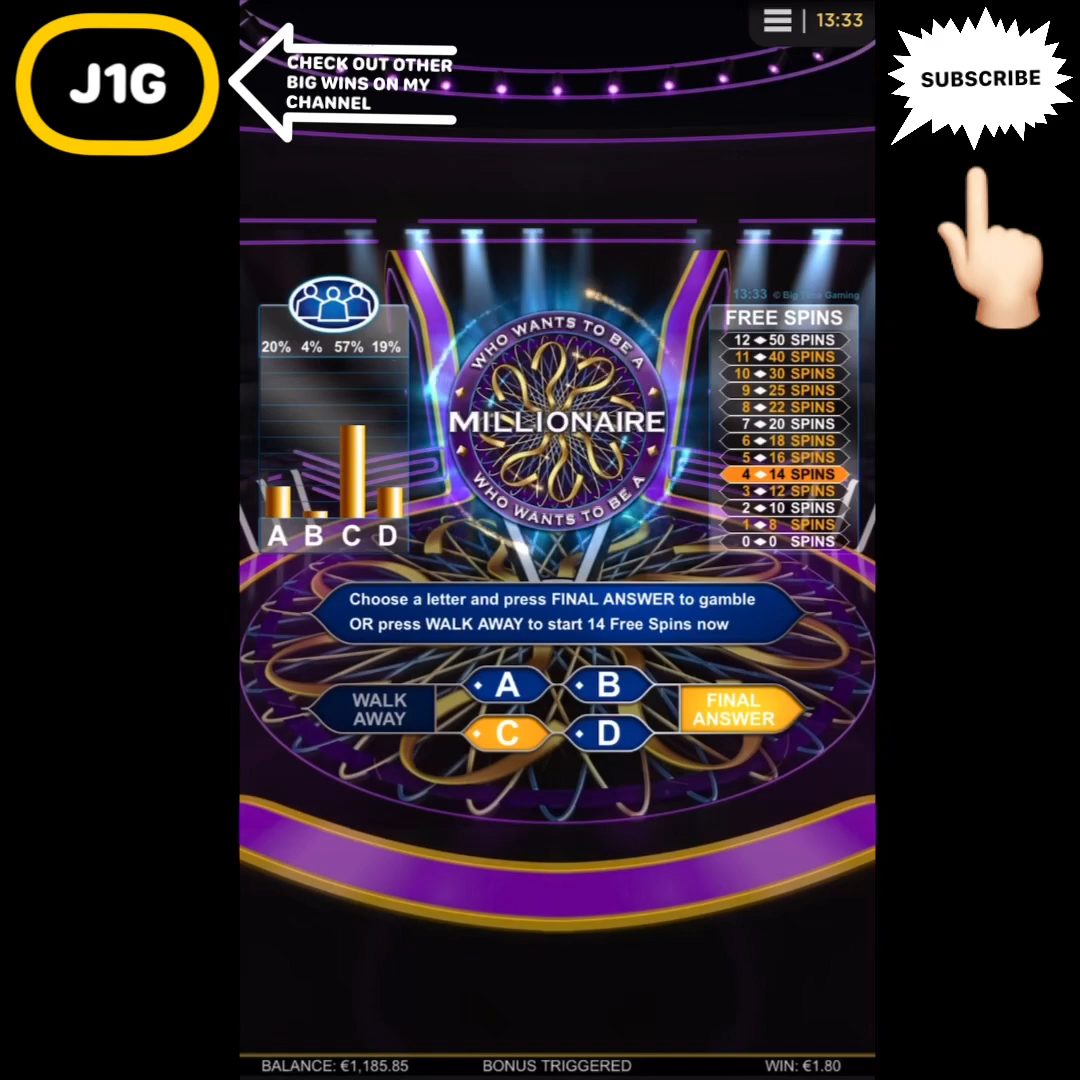 J1G
CHECK OUT OTHER
BIG WINS ON MY
CHANNEL
13:33
SUBSCRIBE
20% 4% 57% 19%
A B C D
WHO WANTS TO BE A
MILLIONAIRE
WHO WANTS TO BE A
13:33 © Big Time Gaming
FREE SPINS
12 50 SPINS
11 40 SPINS
10 30 SPINS
9 25 SPINS
8 22 SPINS
7 20 SPINS
6 18 SPINS
5 16 SPINS
4 14 SPINS
3 12 SPINS
2 10 SPINS
1 8 SPINS
0 0 SPINS
Choose a letter and press FINAL ANSWER to gamble
OR press WALK AWAY to start 14 Free Spins now
WALK
AWAY
A
B
C
D
FINAL
ANSWER
BALANCE: €1,185.85 BONUS TRIGGERED WIN: €1.80